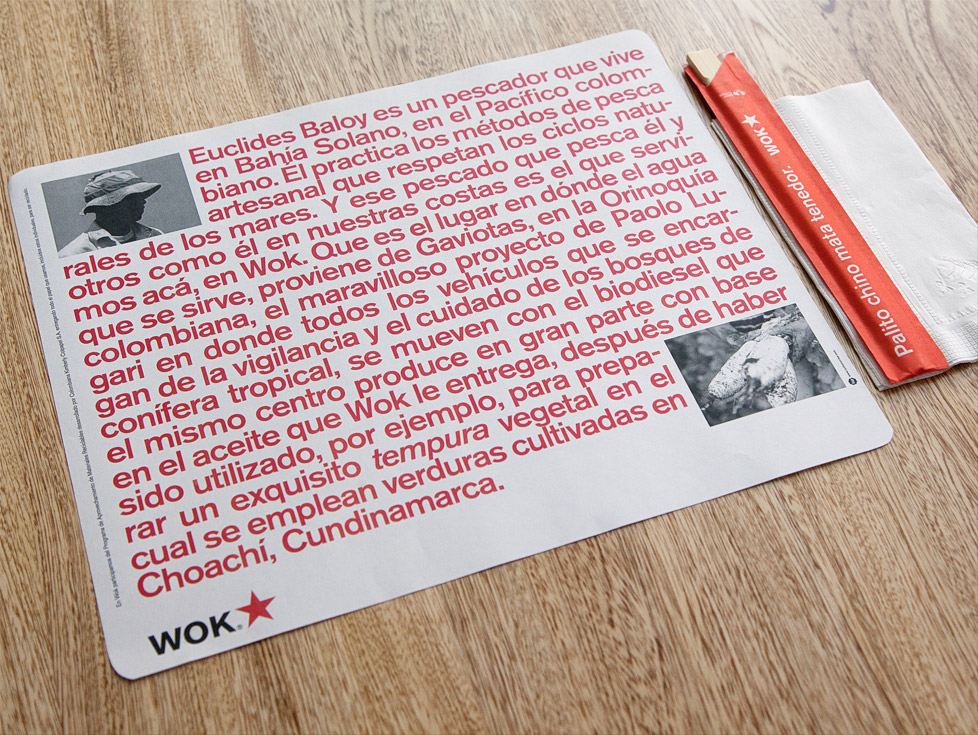 Euclides Baloy es un pescador que vive
en Bahía Solano, en el Pacífico colom-
biano. El practica los métodos de pesca
artesanal que respetan los ciclos natu-
rales de los mares. Y ese pescado que pesca él y
otros como él en nuestras costas es el que servi-
mos acá, en Wok. Que es el lugar en dónde el agua
que se sirve, proviene de Gaviotas, en la Orinoquía
colombiana, el maravilloso proyecto de Paolo Lu-
gari en donde todos los vehículos que se encar-
gan de la vigilancia y el cuidado de los bosques de
conífera tropical, se mueven con el biodiesel que
el mismo centro produce en gran parte con base
en el aceite que Wok le entrega, después de haber
sido utilizado, por ejemplo, para prepa-
rar un exquisito tempura vegetal en el
cual se emplean verduras cultivadas en
Choachí, Cundinamarca.
WOK®
WOK
Palito chino mata tenedor.